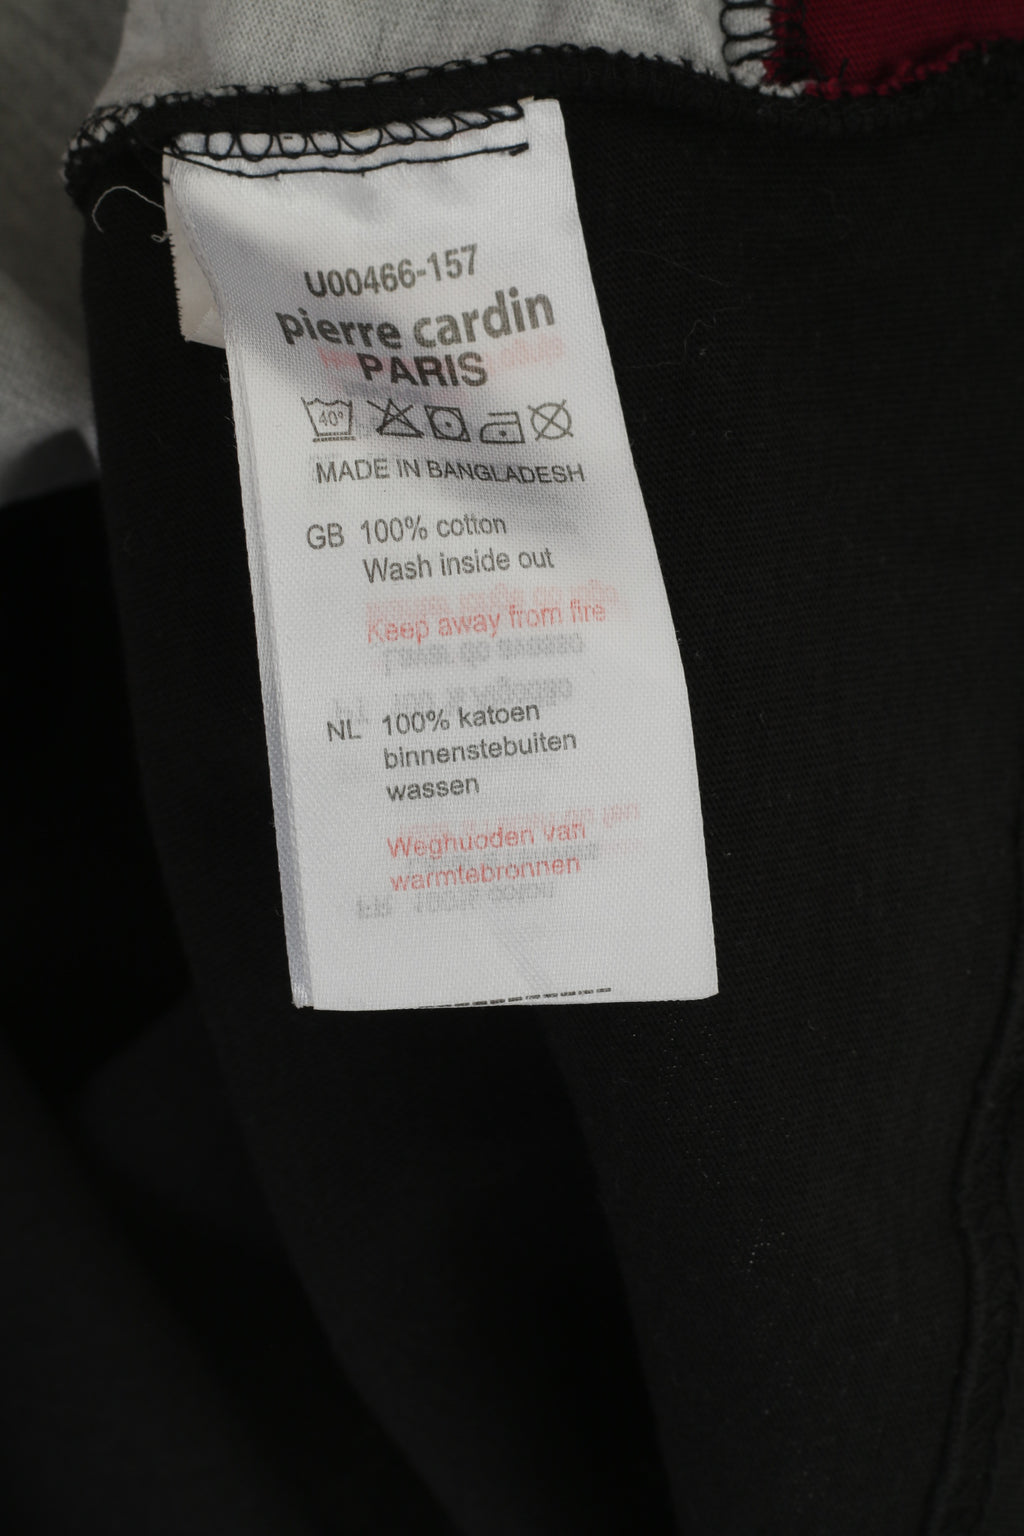 U00466-157
pierre cardin
PARIS
40°
MADE IN BANGLADESH
GB 100% cotton
Wash inside out
Keep away from fire
NL 100% katoen
binnenstebuiten
wassen
Weghuoden van
warmtebronnen